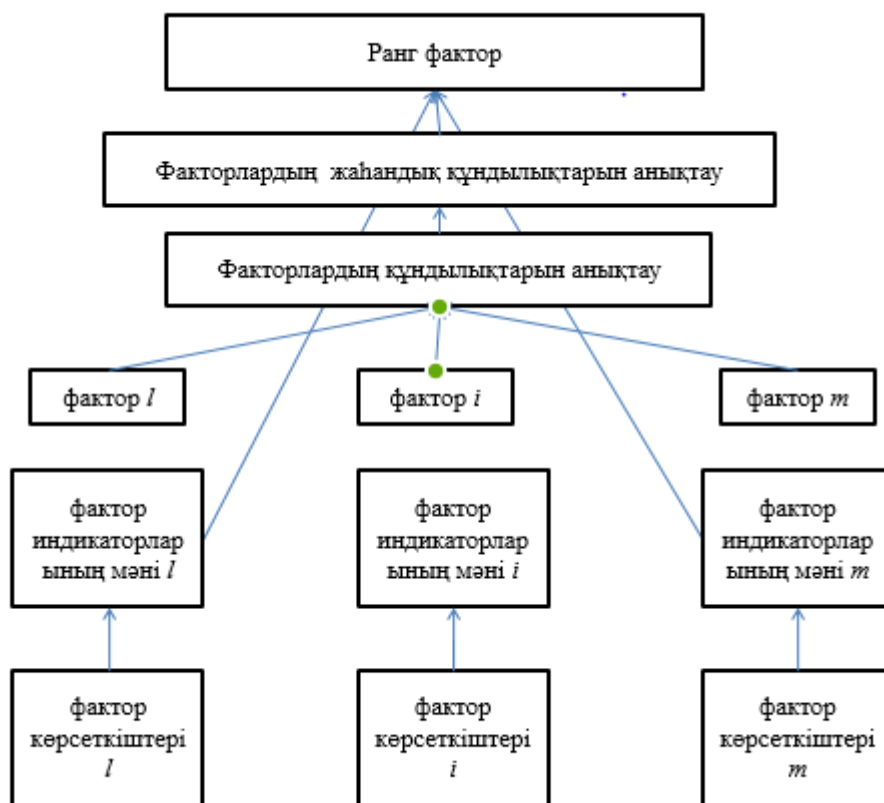 Ранг фактор
Факторлардың жаһандық құндылықтарын анықтау
Факторлардың құндылықтарын анықтау
фактор l
фактор i
фактор m
фактор
индикаторлар
ының мәні l
фактор
индикаторлар
ының мәні i
фактор
индикаторлар
ының мәні m
фактор
көрсеткіштері
l
фактор
көрсеткіштері
i
фактор
көрсеткіштері
m